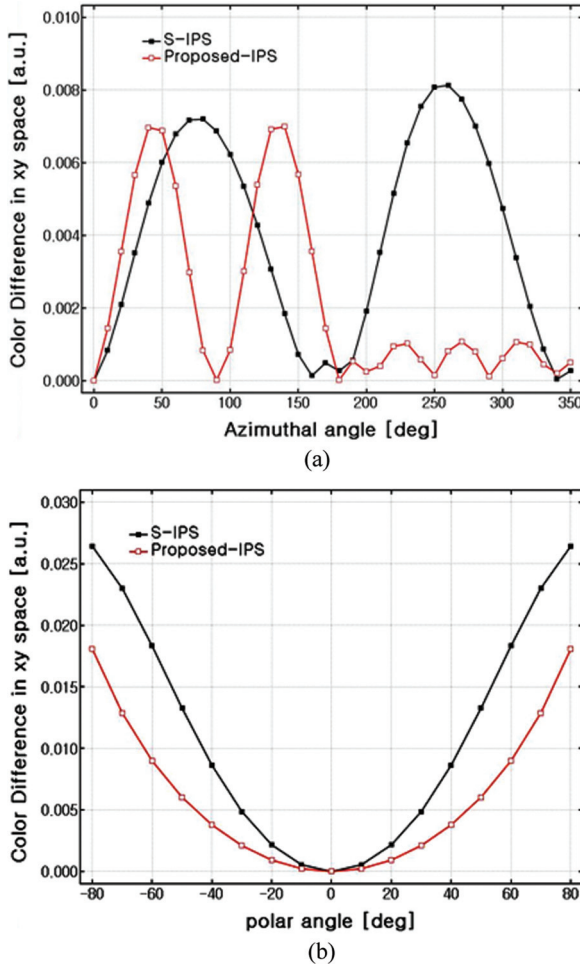 0.010
0.008
0.006
0.004
0.002
0.000
Color Difference in xy space [a.u.]
S-IPS
Proposed-IPS
0 50 100 150 200 250 300 350
Azimuthal angle [deg]
(a)
0.030
0.025
0.020
0.015
0.010
0.005
0.000
Color Difference in xy space [a.u.]
S-IPS
Proposed-IPS
-80 -60 -40 -20 0 20 40 60 80
polar angle [deg]
(b)